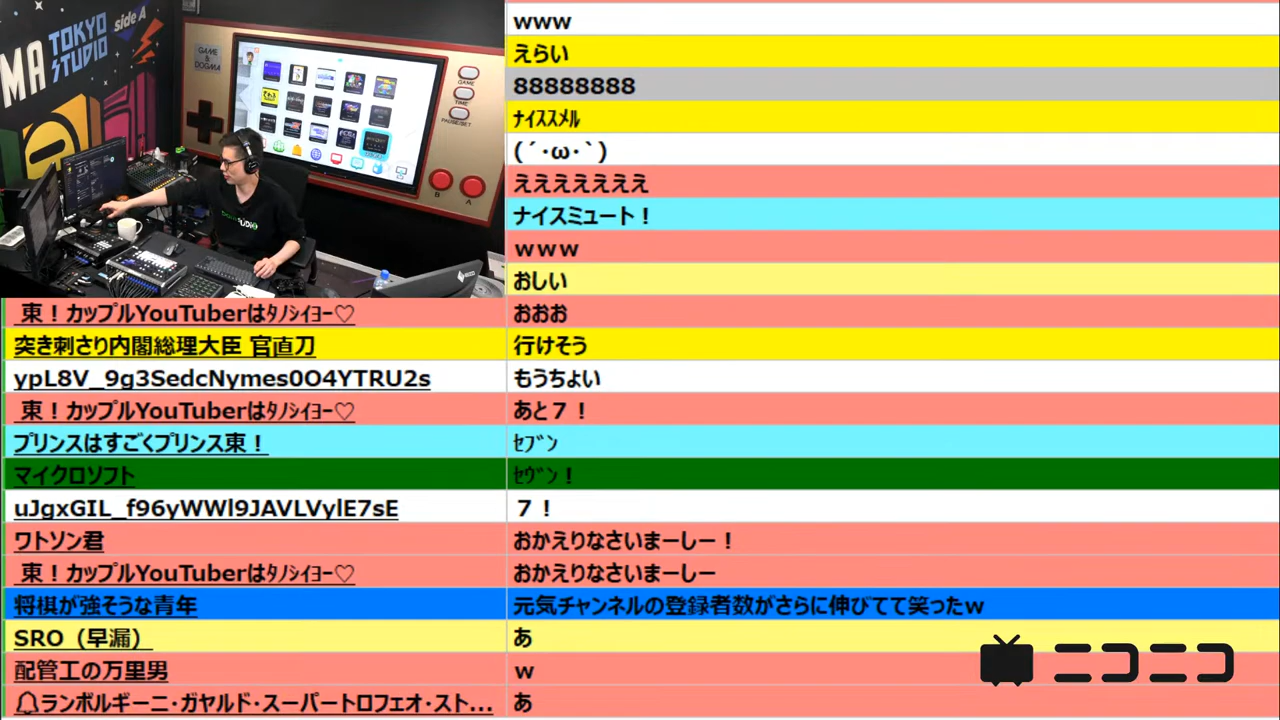 MA TOKYO STUDIO side A
GAME & DOGMA
GAME
TIME
PAUSE/SET
B A
www
えらい
88888888
ﾅｲｽｽﾒﾙ
(´･ω･`)
えええええええ
ナイスミュート！
ｗｗｗ
おしい
東！カップルYouTuberはﾀﾉｼｲﾖｰ♡ おおお
突き刺さり内閣総理大臣 官直刀 行けそう
ypL8V_9g3SedcNymes0O4YTRU2s もうちょい
東！カップルYouTuberはﾀﾉｼｲﾖｰ♡ あと７！
プリンスはすごくプリンス東！ ｾﾌﾞﾝ
マイクロソフト ｾｳﾞﾝ！
uJgxGIL_f96yWWl9JAVLVylE7sE ７！
ワトソン君 おかえりなさいまーしー！
東！カップルYouTuberはﾀﾉｼｲﾖｰ♡ おかえりなさいまーしー
将棋が強そうな青年 元気チャンネルの登録者数がさらに伸びてて笑ったw
SRO（早漏） あ
配管工の万里男 w
ランボルギーニ･ガヤルド･スーパートロフェオ･スト… あ
ニコニコ